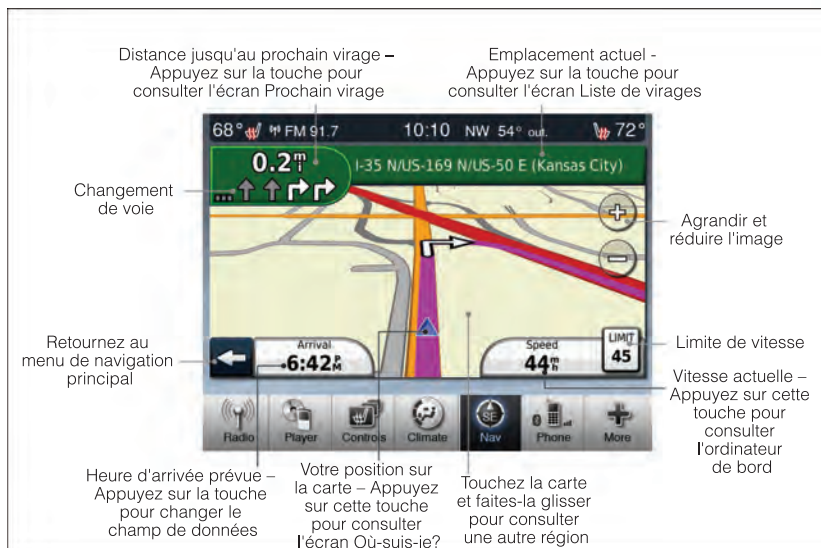 Distance jusqu'au prochain virage –
Appuyez sur la touche pour
consulter l'écran Prochain virage
Emplacement actuel -
Appuyez sur la touche pour
consulter l'écran Liste de virages
68° FM 91.7 10:10 NW 54° out. 72°
0.2 mi
I-35 N/US-169 N/US-50 E (Kansas City)
Changement
de voie
Agrandir et
réduire l'image
Retournez au
menu de navigation
principal
Arrival
6:42 PM
Speed
44 mh
LIMIT
45
Limite de vitesse
Vitesse actuelle –
Appuyez sur cette
touche pour
consulter
l'ordinateur
de bord
Radio
Player
Controls
Climate
SE
Nav
Phone
More
Heure d'arrivée prévue –
Appuyez sur la touche
pour changer le
champ de données
Votre position sur
la carte – Appuyez
sur cette touche
pour consulter
l'écran Où-suis-je?
Touchez la carte
et faites-la glisser
pour consulter
une autre région